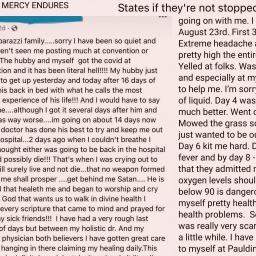 MERCY ENDURES
States if they're not stopped
parazzi family.....sorry I have been so quiet and
en't seen me posting much at convention or
The hubby and myself got the covid at
tion and it has been literal hell!!!! My hubby just
to get up yesterday and today after 16 days of
his back in bed with what he calls the most
experience of his life!!! And I would have to say
e....although I got it several days after him and
as way worse....im going on about 14 days now
doctor has done his best to try and keep me out
ospital...2 days ago when I couldn't breathe I
hought either was going to be back in the hospital
d possibly die!!! That's when I was crying out to
ill surely live and not die...that no weapon formed
me shall prosper ....get behind me Satan.... He is
that healeth me and began to worship and cry
God that wants us to walk in divine health I
every scripture that came to mind and prayed for
y sick friends!!! I have had a very rough last
of days but between my holistic dr. And my
physician both believers I have gotten great care
hanging in there claiming my healing daily.This
going on with me. I
August 23rd. First 3
Extreme headache a
pretty high the entir
Yelled at folks. Was
and especially at my
to help me. I'm sorry
of liquid. Day 4 was
much better. Went o
Mowed the grass so
just wanted to be ou
Day 6 kit me hard. D
fever and by day 8 -
that they admitted r
oxygen levels shoul
below 90 is danger
myself pretty health
health problems. So
was really very scar
a little while. I have
to myself at Pauldin